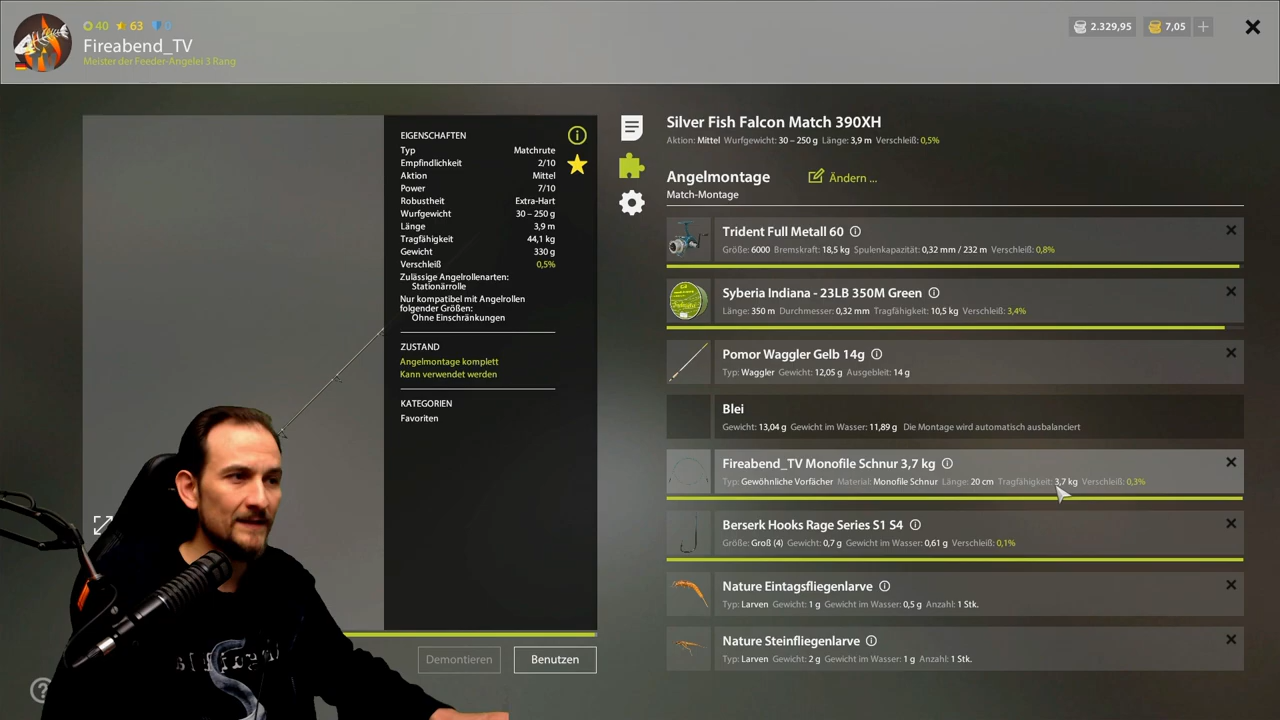 40 63 0
Fireabend_TV
Meister der Feeder-Angelei 3 Rang
2.329,95 7,05
EIGENSCHAFTEN
Typ Matchrute
Empfindlichkeit 2/10
Aktion Mittel
Power 7/10
Robustheit Extra-Hart
Wurfgewicht 30 – 250 g
Länge 3,9 m
Tragfähigkeit 44,1 kg
Gewicht 330 g
Verschleiß 0,5%
Zulässige Angelrollenarten:
Stationärrolle
Nur kompatibel mit Angelrollen
folgender Größen:
Ohne Einschränkungen
ZUSTAND
Angelmontage komplett
Kann verwendet werden
KATEGORIEN
Favoriten
Demontieren Benutzen
Silver Fish Falcon Match 390XH
Aktion: Mittel Wurfgewicht: 30 – 250 g Länge: 3,9 m Verschleiß: 0,5%
Angelmontage Ändern ...
Match-Montage
Trident Full Metall 60
Größe: 6000 Bremskraft: 18,5 kg Spulenkapazität: 0,32 mm / 232 m Verschleiß: 0,8%
Syberia Indiana - 23LB 350M Green
Länge: 350 m Durchmesser: 0,32 mm Tragfähigkeit: 10,5 kg Verschleiß: 3,4%
Pomor Waggler Gelb 14g
Typ: Waggler Gewicht: 12,05 g Ausgebleit: 14 g
Blei
Gewicht: 13,04 g Gewicht im Wasser: 11,89 g Die Montage wird automatisch ausbalanciert
Fireabend_TV Monofile Schnur 3,7 kg
Typ: Gewöhnliche Vorfächer Material: Monofile Schnur Länge: 20 cm Tragfähigkeit: 3,7 kg Verschleiß: 0,3%
Berserk Hooks Rage Series S1 S4
Größe: Groß (4) Gewicht: 0,7 g Gewicht im Wasser: 0,61 g Verschleiß: 0,1%
Nature Eintagsfliegenlarve
Typ: Larven Gewicht: 1 g Gewicht im Wasser: 0,5 g Anzahl: 1 Stk.
Nature Steinfliegenlarve
Typ: Larven Gewicht: 2 g Gewicht im Wasser: 1 g Anzahl: 1 Stk.